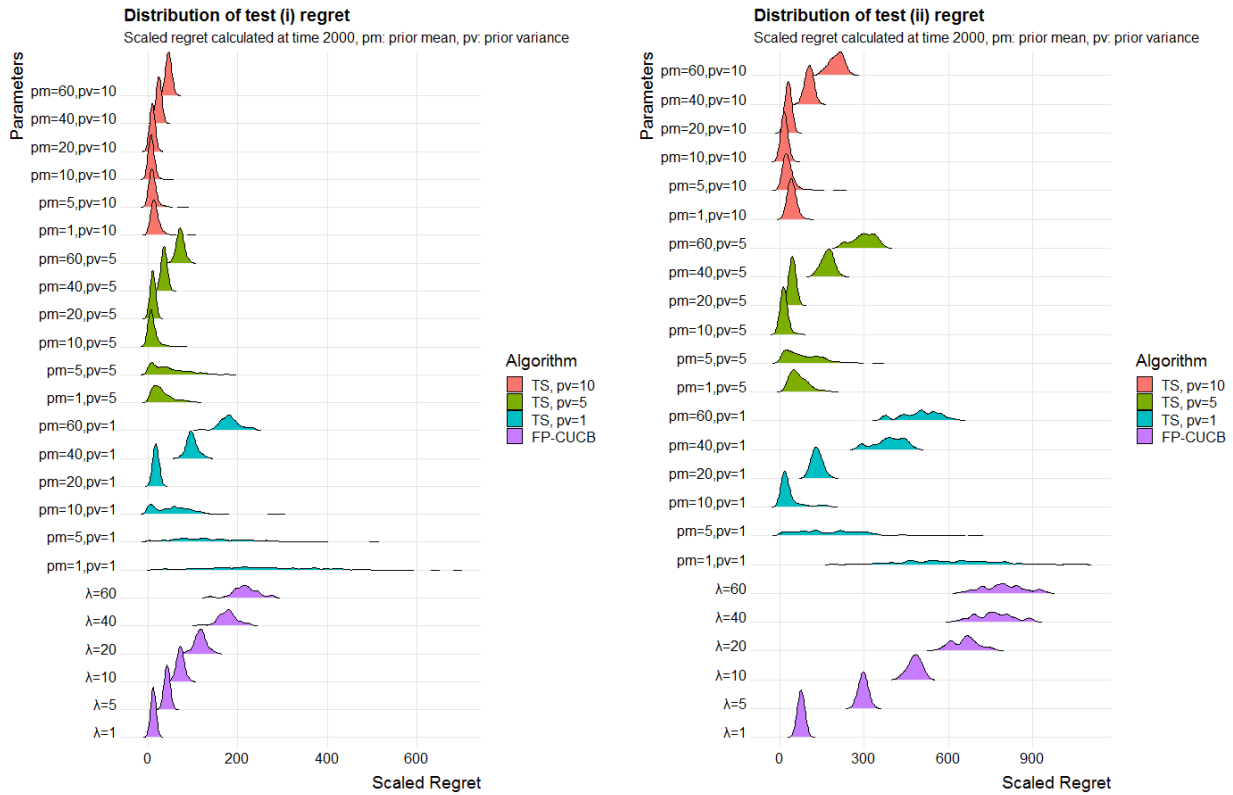 Distribution of test (i) regret
Scaled regret calculated at time 2000, pm: prior mean, pv: prior variance
Parameters
pm=60,pv=10
pm=40,pv=10
pm=20,pv=10
pm=10,pv=10
pm=5,pv=10
pm=1,pv=10
pm=60,pv=5
pm=40,pv=5
pm=20,pv=5
pm=10,pv=5
pm=5,pv=5
pm=1,pv=5
pm=60,pv=1
pm=40,pv=1
pm=20,pv=1
pm=10,pv=1
pm=5,pv=1
pm=1,pv=1
λ=60
λ=40
λ=20
λ=10
λ=5
λ=1
0 200 400 600
Scaled Regret
Algorithm
TS, pv=10
TS, pv=5
TS, pv=1
FP-CUCB
Distribution of test (ii) regret
Scaled regret calculated at time 2000, pm: prior mean, pv: prior variance
Parameters
pm=60,pv=10
pm=40,pv=10
pm=20,pv=10
pm=10,pv=10
pm=5,pv=10
pm=1,pv=10
pm=60,pv=5
pm=40,pv=5
pm=20,pv=5
pm=10,pv=5
pm=5,pv=5
pm=1,pv=5
pm=60,pv=1
pm=40,pv=1
pm=20,pv=1
pm=10,pv=1
pm=5,pv=1
pm=1,pv=1
λ=60
λ=40
λ=20
λ=10
λ=5
λ=1
0 300 600 900
Scaled Regret
Algorithm
TS, pv=10
TS, pv=5
TS, pv=1
FP-CUCB